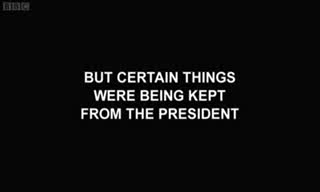 BBC
BUT CERTAIN THINGS
WERE BEING KEPT
FROM THE PRESIDENT